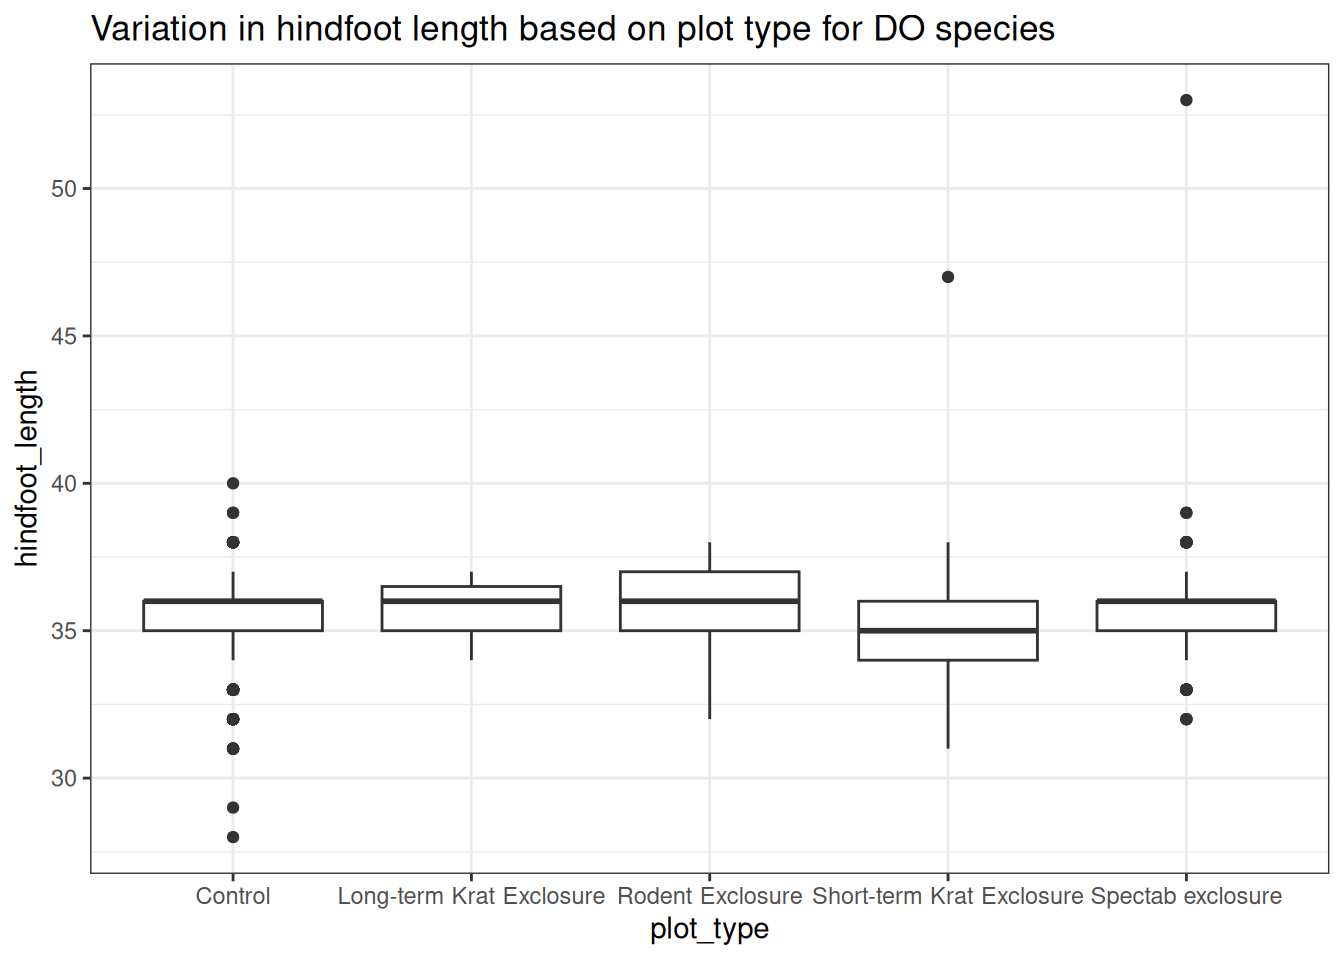 Variation in hindfoot length based on plot type for DO species
hindfoot_length
50
45
40
35
30
Control Long-term Krat Exclosure Rodent Exclosure Short-term Krat Exclosure Spectab exclosure
plot_type